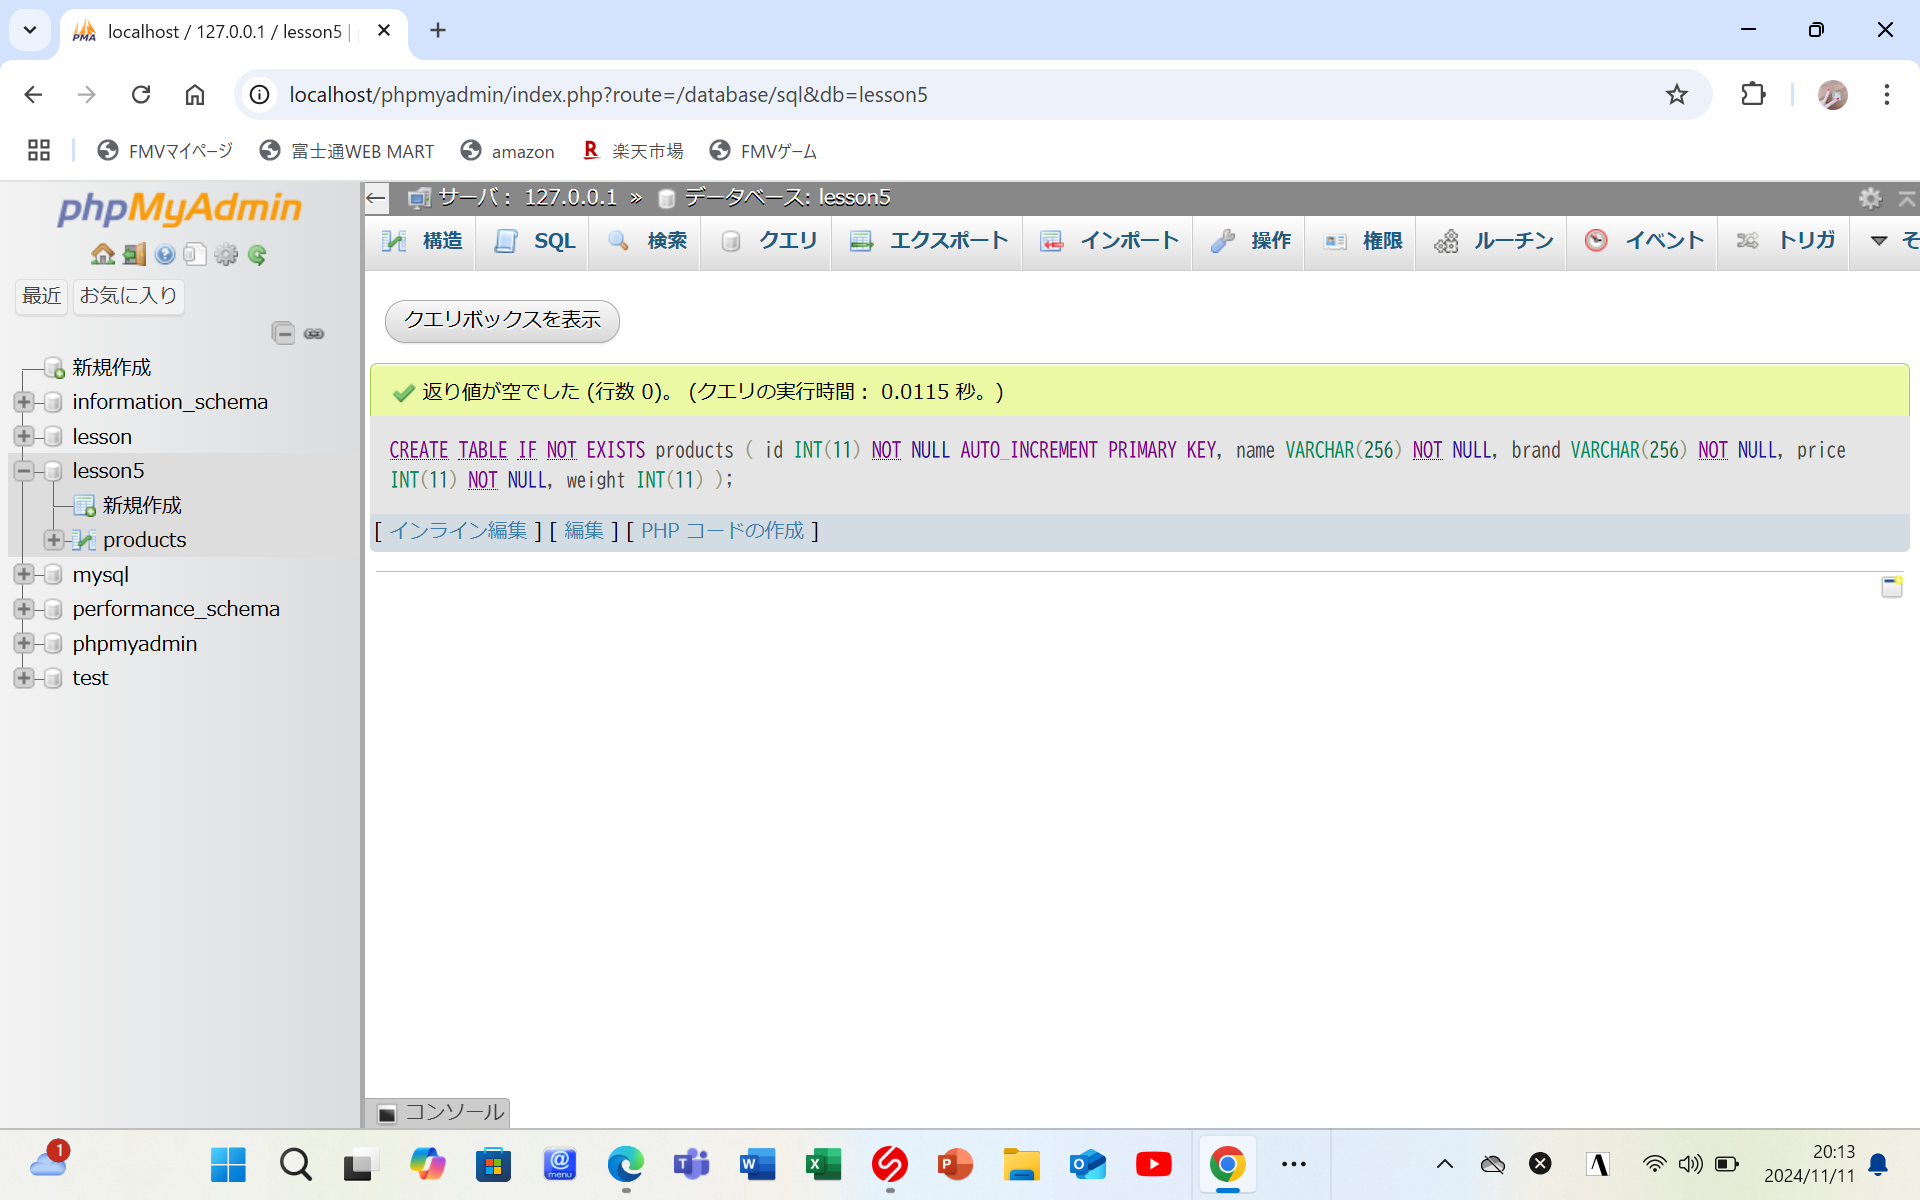 localhost / 127.0.0.1 / lesson5 |
localhost/phpmyadmin/index.php?route=/database/sql&db=lesson5
FMVマイページ
富士通WEB MART
amazon
楽天市場
FMVゲーム
phpMyAdmin
最近
お気に入り
新規作成
information_schema
lesson
lesson5
新規作成
products
mysql
performance_schema
phpmyadmin
test
サーバ： 127.0.0.1 » データベース: lesson5
構造
SQL
検索
クエリ
エクスポート
インポート
操作
権限
ルーチン
イベント
トリガ
そ
クエリボックスを表示
返り値が空でした (行数 0)。 (クエリの実行時間： 0.0115 秒。)
CREATE TABLE IF NOT EXISTS products ( id INT(11) NOT NULL AUTO_INCREMENT PRIMARY KEY, name VARCHAR(256) NOT NULL, brand VARCHAR(256) NOT NULL, price
INT(11) NOT NULL, weight INT(11) );
[ インライン編集 ] [ 編集 ] [ PHP コードの作成 ]
コンソール
1
@
menu
20:13
2024/11/11